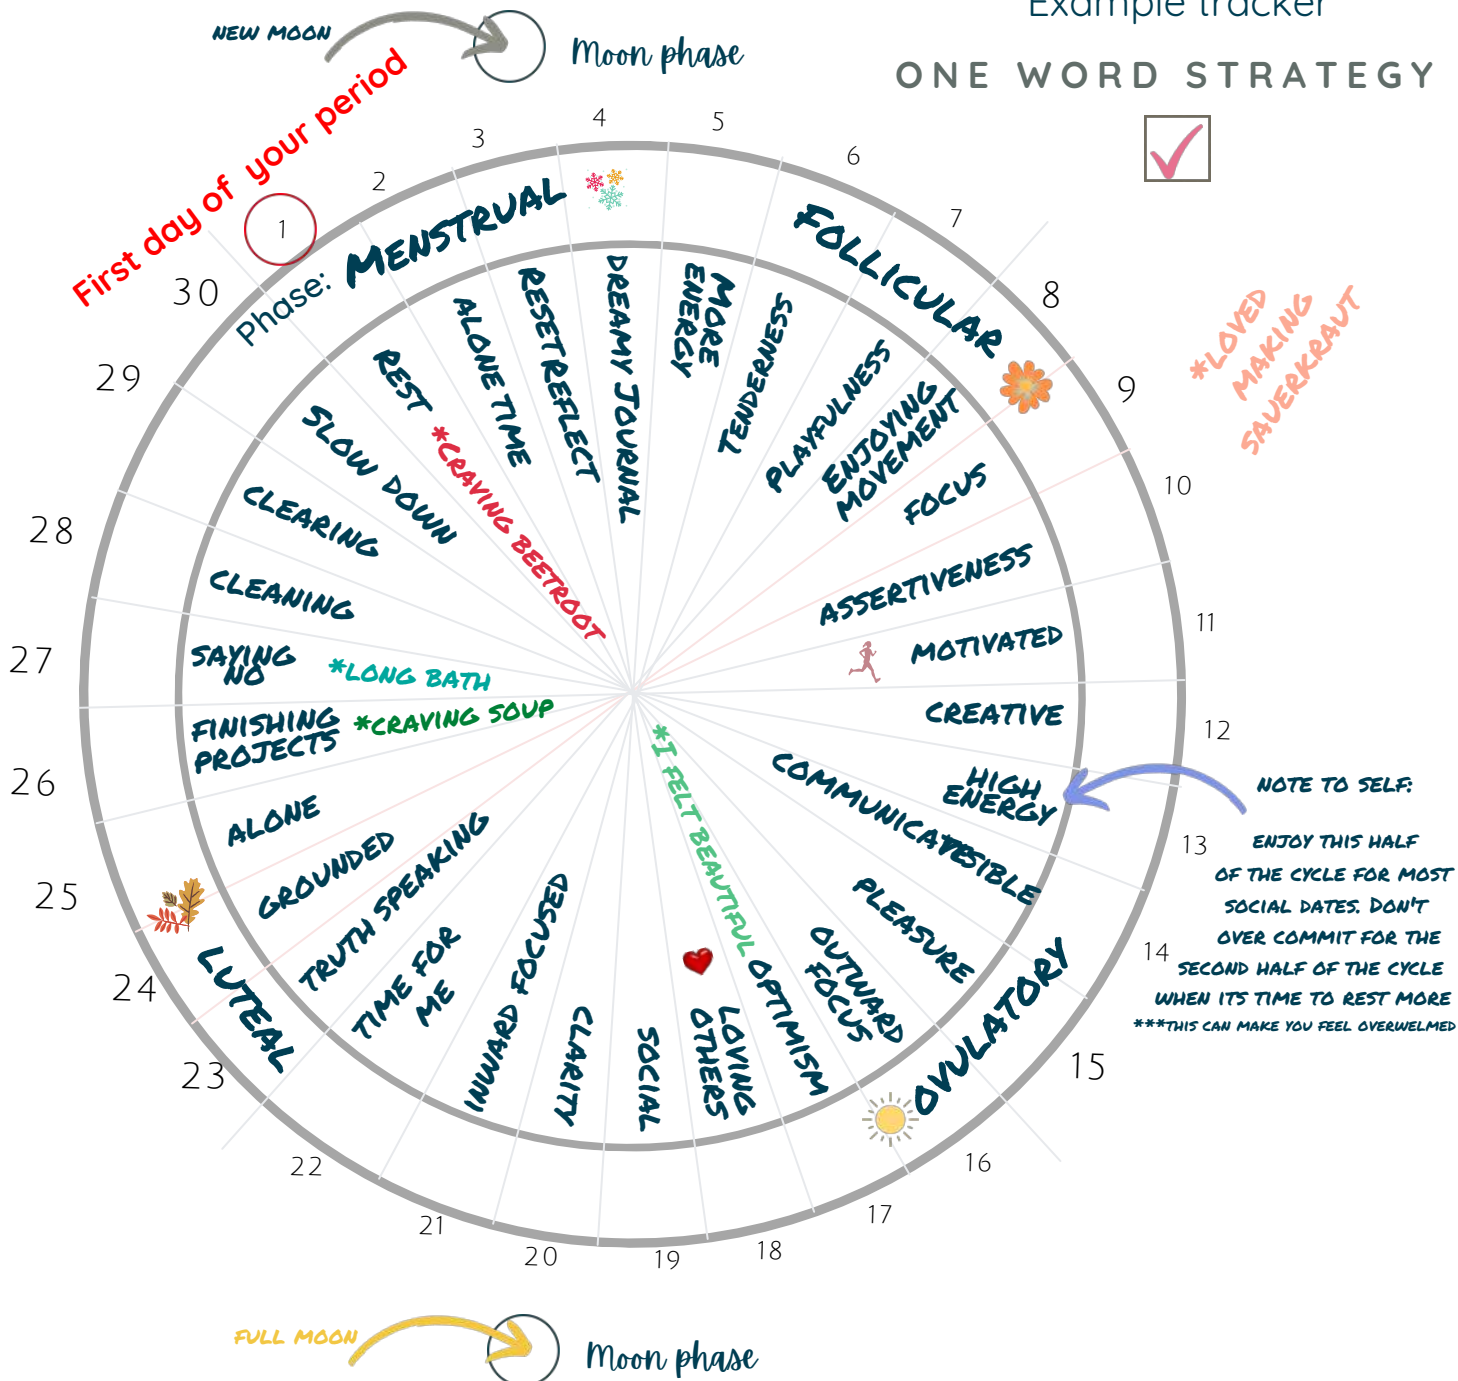 Example tracker
ONE WORD STRATEGY
NEW MOON
Moon phase
First day of your period
1
2
3
4
5
6
7
8
9
10
11
12
13
14
15
16
17
18
19
20
21
22
23
24
25
26
27
28
29
30
Phase: MENSTRUAL
FOLLICULAR
OVULATORY
LUTEAL
REST
*CRAVING BEETROOT
ALONE TIME
RESET REFLECT
DREAMY JOURNAL
MORE
ENERGY
TENDERNESS
PLAYFULNESS
ENJOYING
MOVEMENT
FOCUS
ASSERTIVENESS
MOTIVATED
CREATIVE
HIGH
ENERGY
COMMUNICATE
VISIBLE
PLEASURE
OUTWARD
FOCUS
*I FELT BEAUTIFUL
OPTIMISM
LOVING
OTHERS
SOCIAL
CLARITY
INWARD FOCUSED
TIME FOR
ME
TRUTH SPEAKING
GROUNDED
ALONE
FINISHING
PROJECTS
*CRAVING SOUP
SAYING
NO
*LONG BATH
CLEANING
CLEARING
SLOW DOWN
*LOVED
MAKING
SAUERKRAUT
NOTE TO SELF:
ENJOY THIS HALF
OF THE CYCLE FOR MOST
SOCIAL DATES. DON'T
OVER COMMIT FOR THE
SECOND HALF OF THE CYCLE
WHEN ITS TIME TO REST MORE
***THIS CAN MAKE YOU FEEL OVERWELMED
FULL MOON
Moon phase